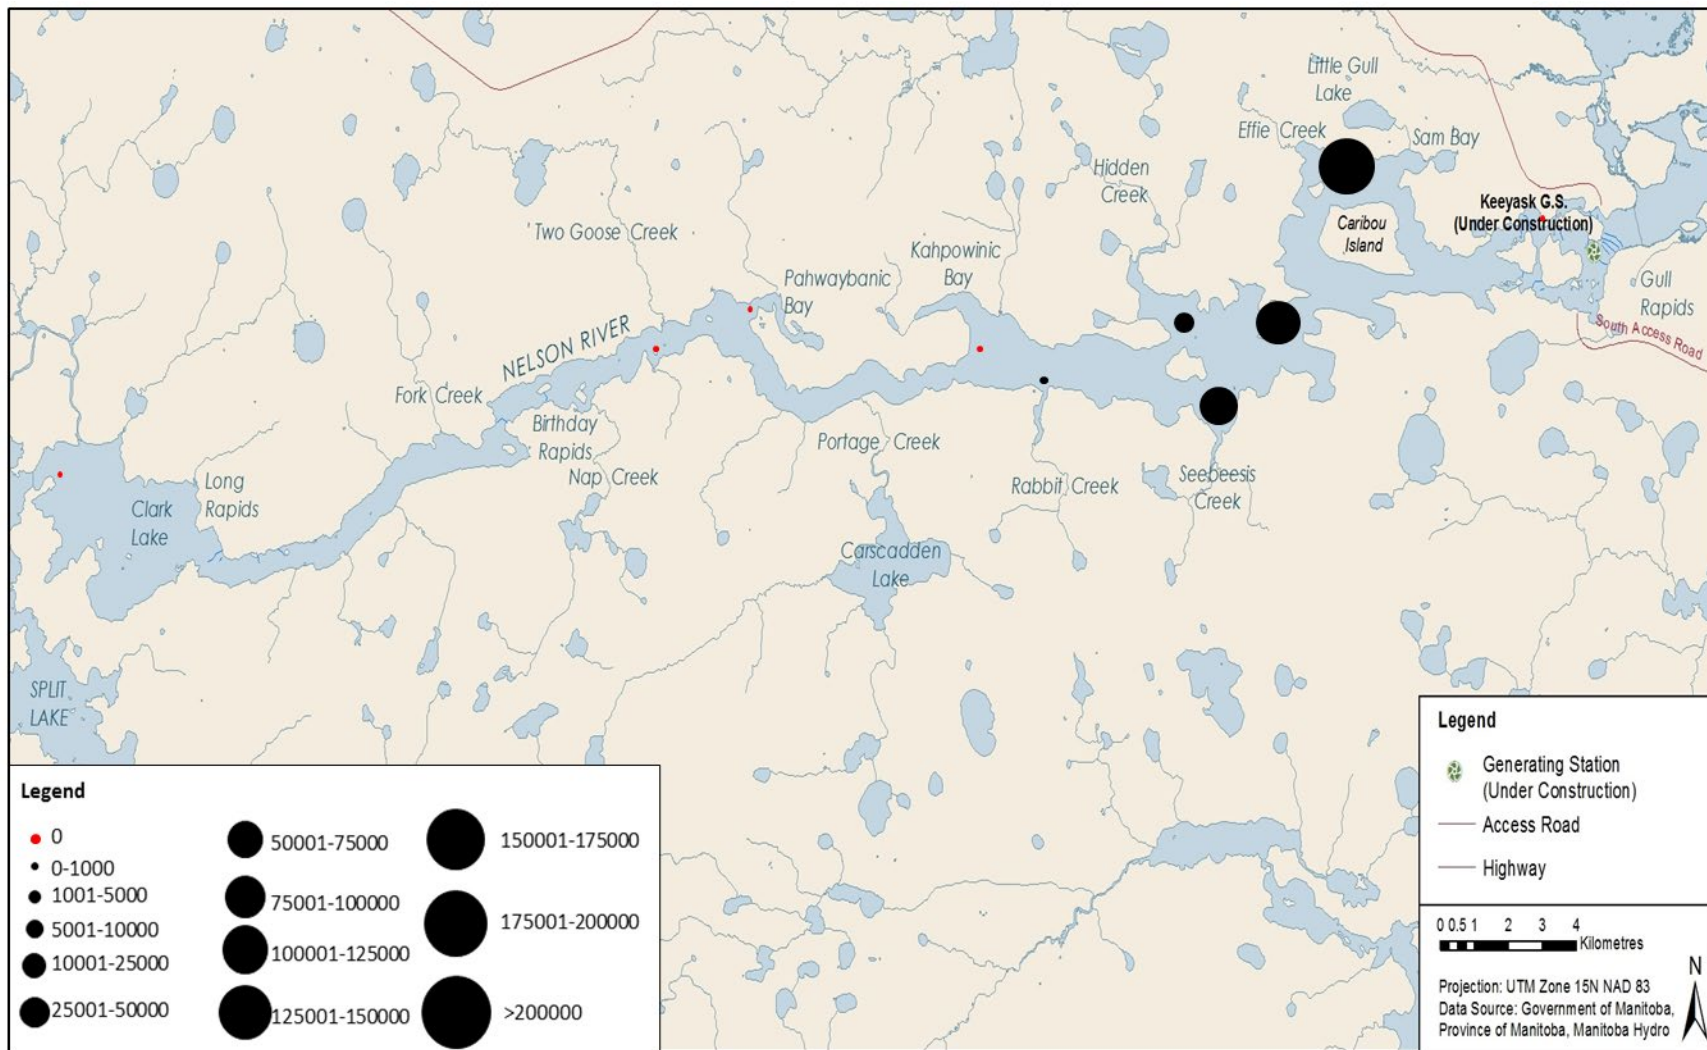 Little Gull
Lake
Effie Creek
Sam Bay
Hidden
Creek
Keeyask G.S.
(Under Construction)
Caribou
Island
Two Goose Creek
Kahpowinic
Bay
Pahwaybanic
Bay
Gull
Rapids
South Access Road
NELSON RIVER
Fork Creek
Birthday
Rapids
Portage Creek
Nap Creek
Long
Rapids
Rabbit Creek
Seebeesis
Creek
Clark
Lake
Carscadden
Lake
SPLIT
LAKE
Legend
0
0-1000
1001-5000
5001-10000
10001-25000
25001-50000
50001-75000
75001-100000
100001-125000
125001-150000
150001-175000
175001-200000
>200000
Legend
Generating Station
(Under Construction)
Access Road
Highway
0 0.5 1 2 3 4
Kilometres
N
Projection: UTM Zone 15N NAD 83
Data Source: Government of Manitoba,
Province of Manitoba, Manitoba Hydro